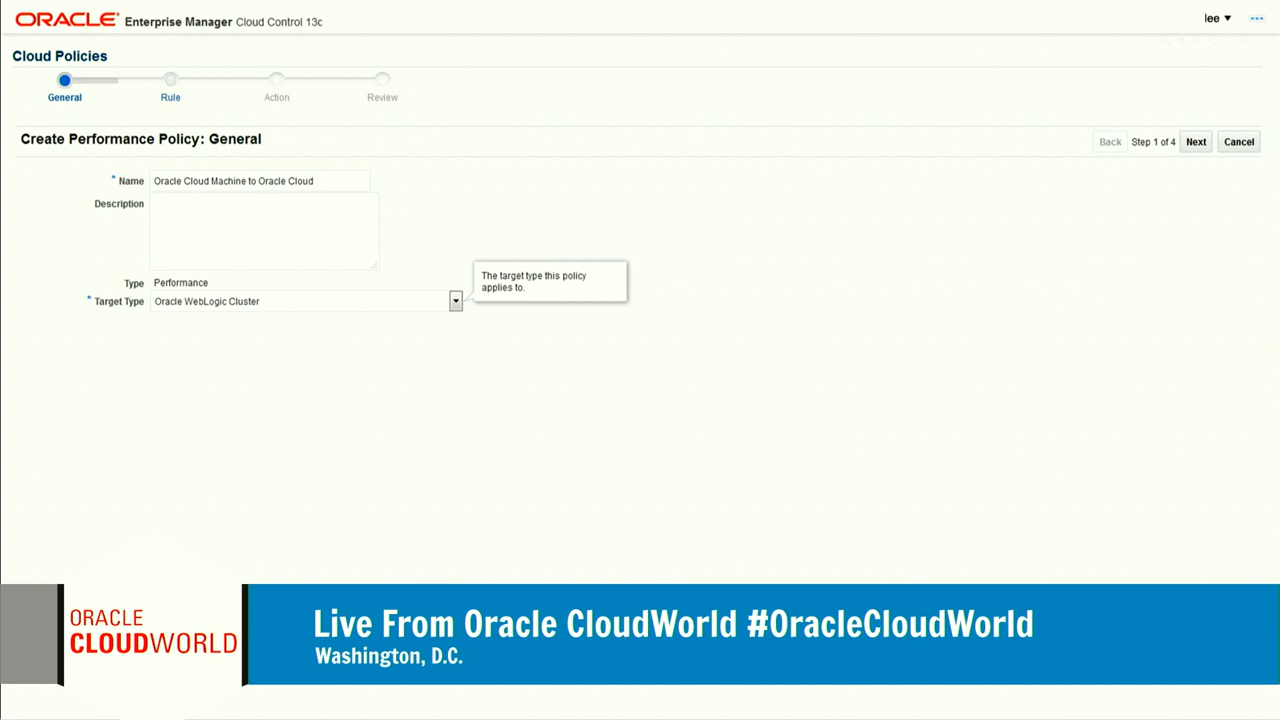 ORACLE Enterprise Manager Cloud Control 13c
lee
Cloud Policies
General Rule Action Review
Create Performance Policy: General
Back Step 1 of 4 Next Cancel
* Name Oracle Cloud Machine to Oracle Cloud
Description
Type Performance
* Target Type Oracle WebLogic Cluster
The target type this policy
applies to.
ORACLE
CLOUDWORLD
Live From Oracle CloudWorld #OracleCloudWorld
Washington, D.C.